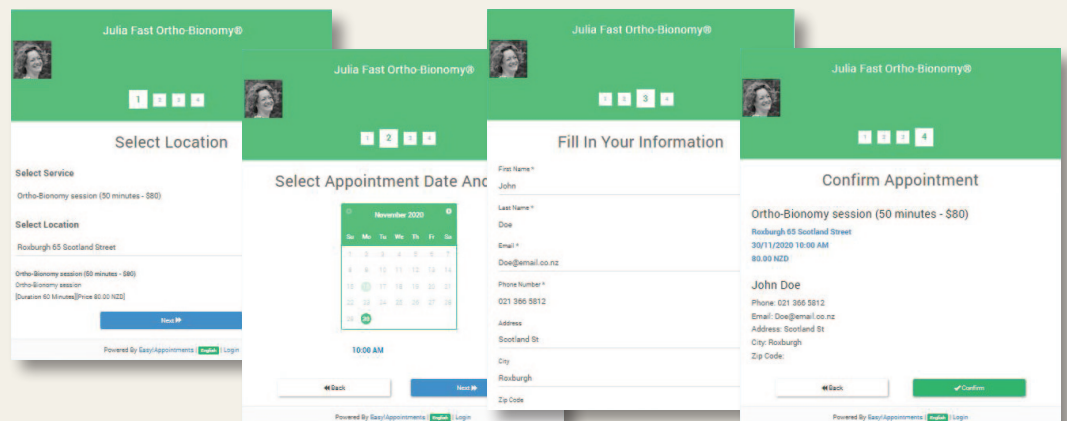 Julia Fast Ortho-Bionomy®
1 2 3 4
Select Location
Select Service
Ortho-Bionomy session (50 minutes - $80)
Select Location
Roxburgh 65 Scotland Street
Ortho-Bionomy session (50 minutes - $80)
Ortho-Bionomy session
[Duration 60 Minutes][Price 80.00 NZD]
Next
Powered By Easy!Appointments | English | Login
Julia Fast Ortho-Bionomy®
1 2 3 4
Select Appointment Date And
November 2020
Su Mo Tu We Th Fr Sa
1 2 3 4 5 6 7
8 9 10 11 12 13 14
15 16 17 18 19 20 21
22 23 24 25 26 27 28
29 30
10:00 AM
Back
Next
Powered By Easy!Appointments | English | Login
Julia Fast Ortho-Bionomy®
1 2 3 4
Fill In Your Information
First Name *
John
Last Name *
Doe
Email *
Doe@email.co.nz
Phone Number *
021 366 5812
Address
Scotland St
City
Roxburgh
Zip Code
Julia Fast Ortho-Bionomy®
1 2 3 4
Confirm Appointment
Ortho-Bionomy session (50 minutes - $80)
Roxburgh 65 Scotland Street
30/11/2020 10:00 AM
80.00 NZD
John Doe
Phone: 021 366 5812
Email: Doe@email.co.nz
Address: Scotland St
City: Roxburgh
Zip Code:
Back
Confirm
Powered By Easy!Appointments | English | Login